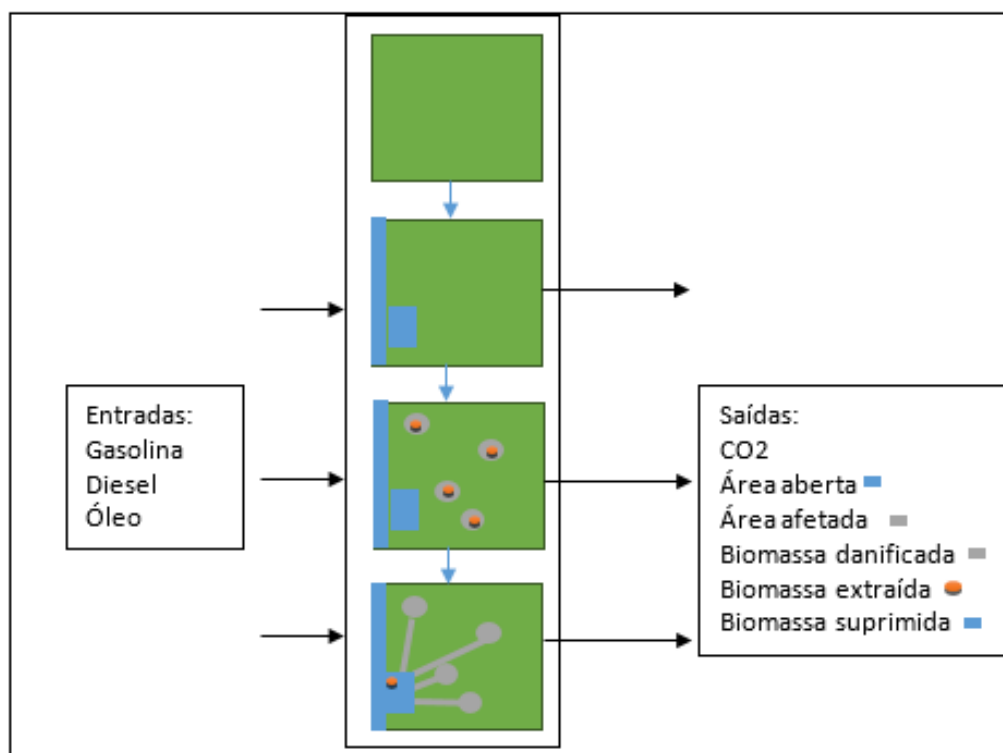 Entradas:
Gasolina
Diesel
Óleo
Saídas:
CO2
Área aberta
Área afetada
Biomassa danificada
Biomassa extraída
Biomassa suprimida